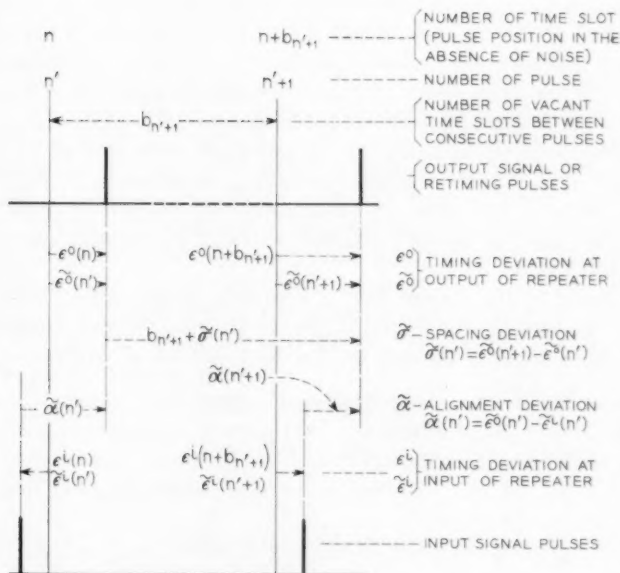 n n+b_{n'+1} NUMBER OF TIME SLOT
(PULSE POSITION IN THE
ABSENCE OF NOISE)
n' n'+1 NUMBER OF PULSE
b_{n'+1} NUMBER OF VACANT
TIME SLOTS BETWEEN
CONSECUTIVE PULSES
OUTPUT SIGNAL OR
RETIMING PULSES
ϵ°(n) ϵ°(n+b_{n'+1}) ϵ° TIMING DEVIATION AT
ϵ̃°(n') ϵ̃°(n'+1) ϵ̃° OUTPUT OF REPEATER
b_{n'+1}+σ̃(n') σ̃-SPACING DEVIATION
σ̃(n')=ϵ̃°(n'+1)-ϵ̃°(n')
α̃(n'+1)
α̃(n') α̃-ALIGNMENT DEVIATION
α̃(n')=ϵ̃°(n')-ϵ̃ⁱ(n')
ϵⁱ(n) ϵⁱ(n+b_{n'+1}) ϵⁱ TIMING DEVIATION AT
ϵ̃ⁱ(n') ϵ̃ⁱ(n'+1) ϵ̃ⁱ INPUT OF REPEATER
INPUT SIGNAL PULSES